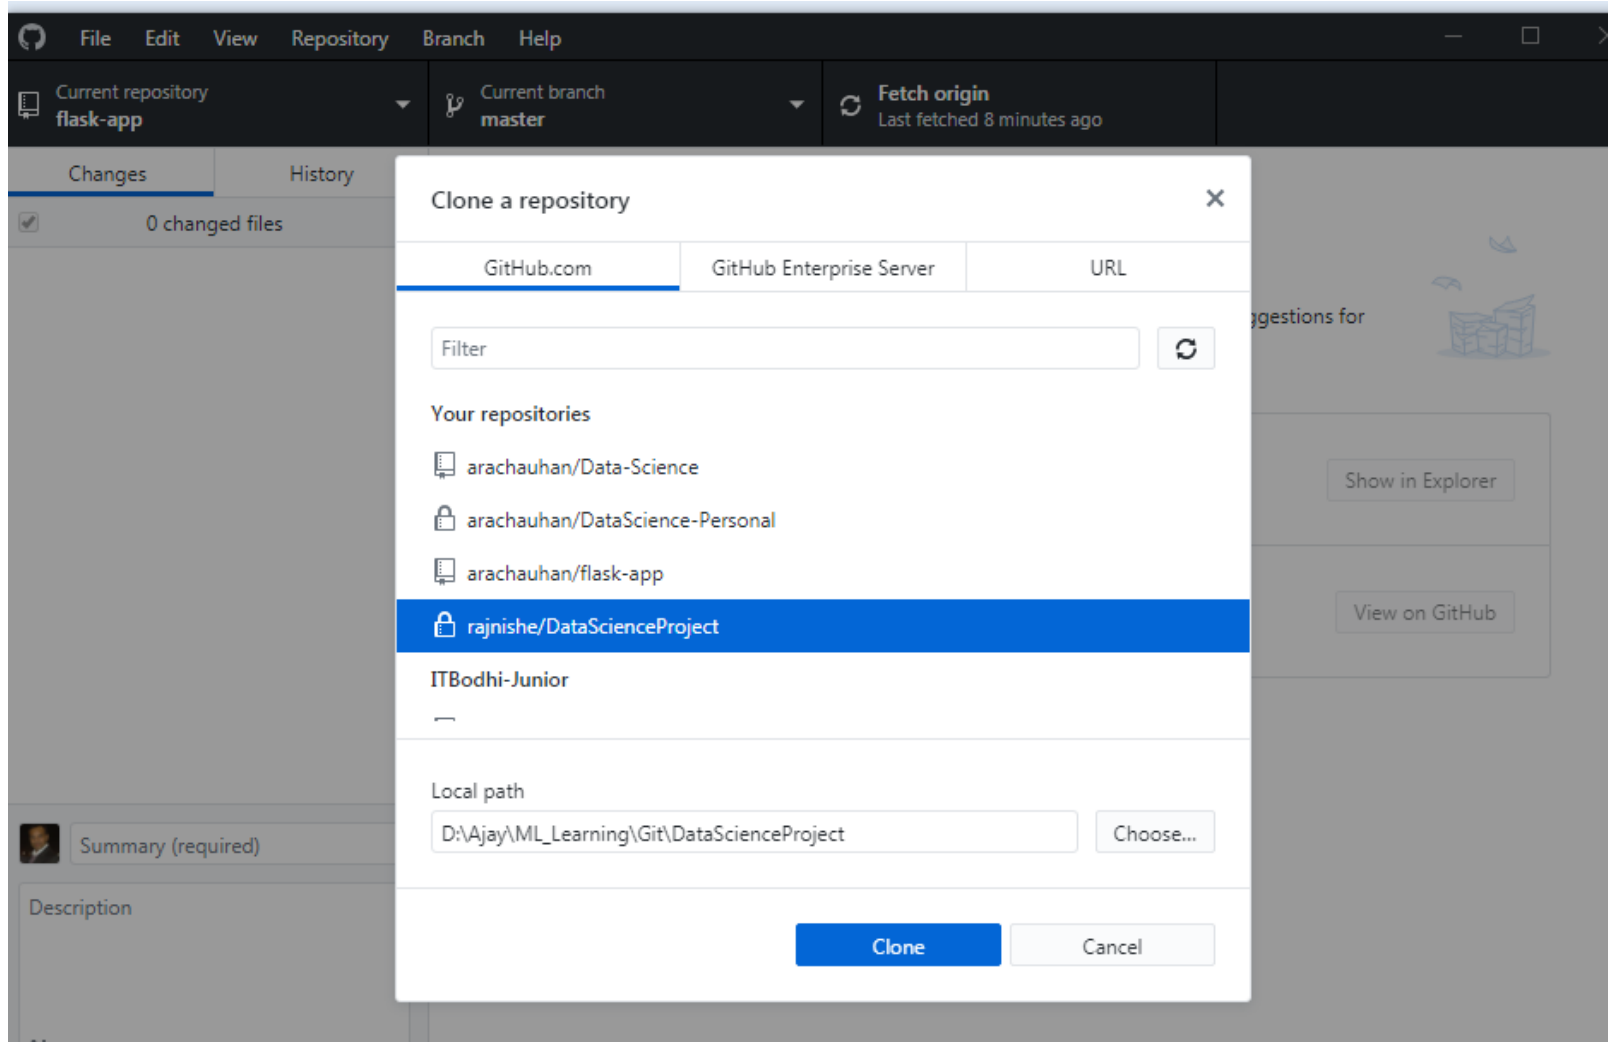 File Edit View Repository Branch Help
Current repository
flask-app
Current branch
master
Fetch origin
Last fetched 8 minutes ago
Changes History
0 changed files
Clone a repository
GitHub.com GitHub Enterprise Server URL
Filter
Your repositories
arachauhan/Data-Science
arachauhan/DataScience-Personal
arachauhan/flask-app
rajnishe/DataScienceProject
ITBodhi-Junior
Local path
D:\Ajay\ML_Learning\Git\DataScienceProject
Choose...
Clone Cancel
for
Show in Explorer
View on GitHub
Summary (required)
Description